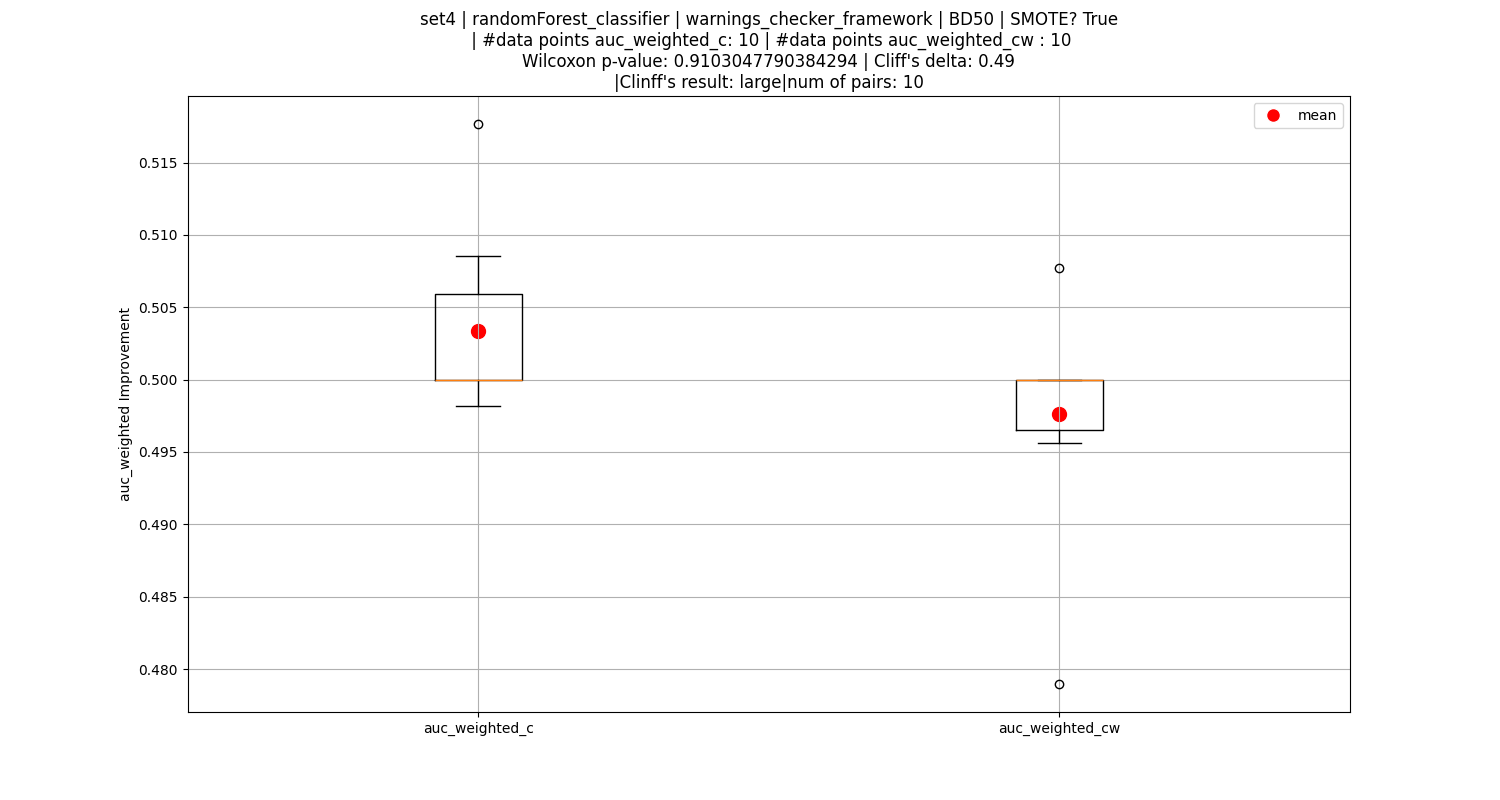 set4 | randomForest_classifier | warnings_checker_framework | BD50 | SMOTE? True
| #data points auc_weighted_c: 10 | #data points auc_weighted_cw : 10
Wilcoxon p-value: 0.9103047790384294 | Cliff's delta: 0.49
|Clinff's result: large|num of pairs: 10
mean
0.515
0.510
0.505
0.500
0.495
0.490
0.485
0.480
auc_weighted Improvement
auc_weighted_c
auc_weighted_cw